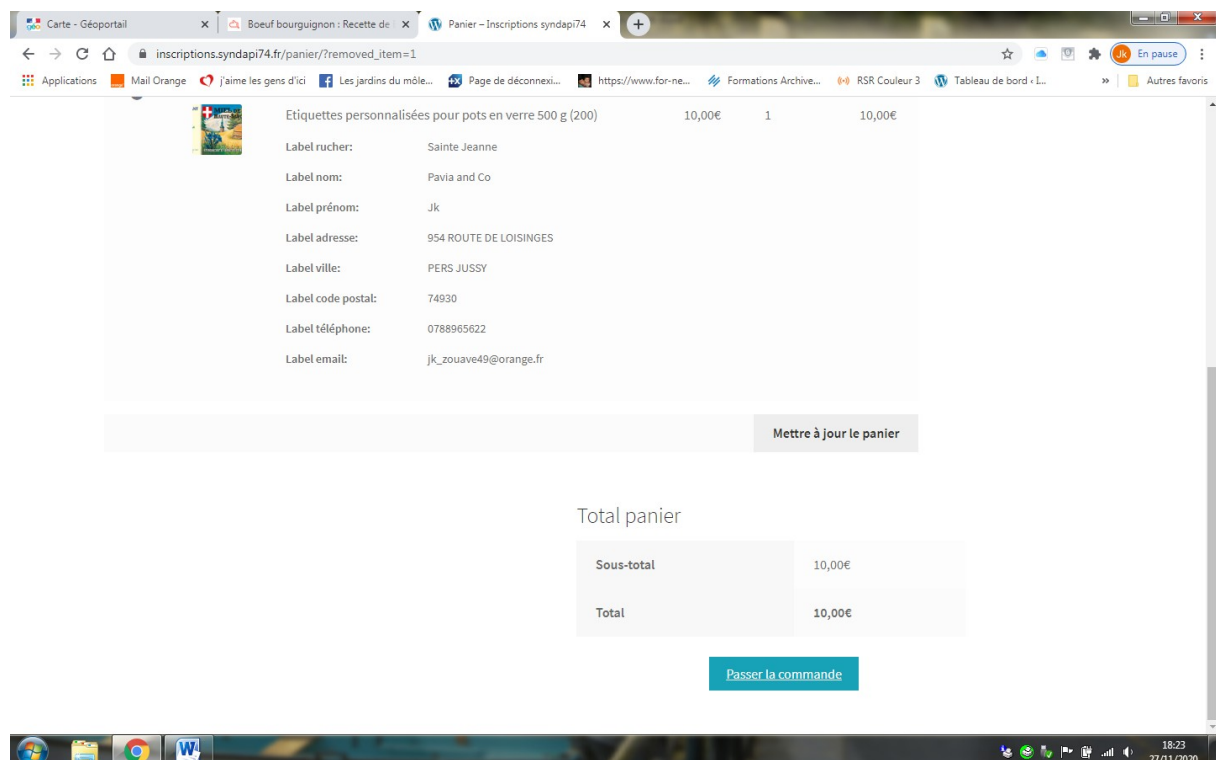 Carte - Géoportail
Boeuf bourguignon : Recette de
Panier – Inscriptions syndapi74
inscriptions.syndapi74.fr/panier/?removed_item=1
Jk En pause
Applications Mail Orange j'aime les gens d'ici Les jardins du môle... Page de déconnexi... https://www.for-ne... Formations Archive... RSR Couleur 3 Tableau de bord ‹ I... » Autres favoris
Etiquettes personnalisées pour pots en verre 500 g (200) 10,00€ 1 10,00€
Label rucher: Sainte Jeanne
Label nom: Pavia and Co
Label prénom: Jk
Label adresse: 954 ROUTE DE LOISINGES
Label ville: PERS JUSSY
Label code postal: 74930
Label téléphone: 0788965622
Label email: jk_zouave49@orange.fr
Mettre à jour le panier
Total panier
Sous-total 10,00€
Total 10,00€
Passer la commande
18:23
27/11/2020